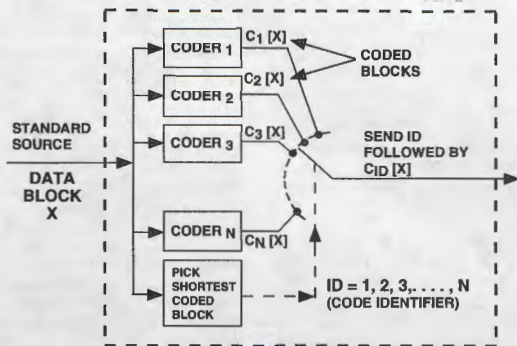 CODER 1
C1 [X]
CODED
BLOCKS
CODER 2
C2 [X]
STANDARD
SOURCE
CODER 3
C3 [X]
SEND ID
FOLLOWED BY
CID [X]
DATA
BLOCK
X
CODER N
CN [X]
PICK
SHORTEST
CODED
BLOCK
ID = 1, 2, 3,. . . . , N
(CODE IDENTIFIER)